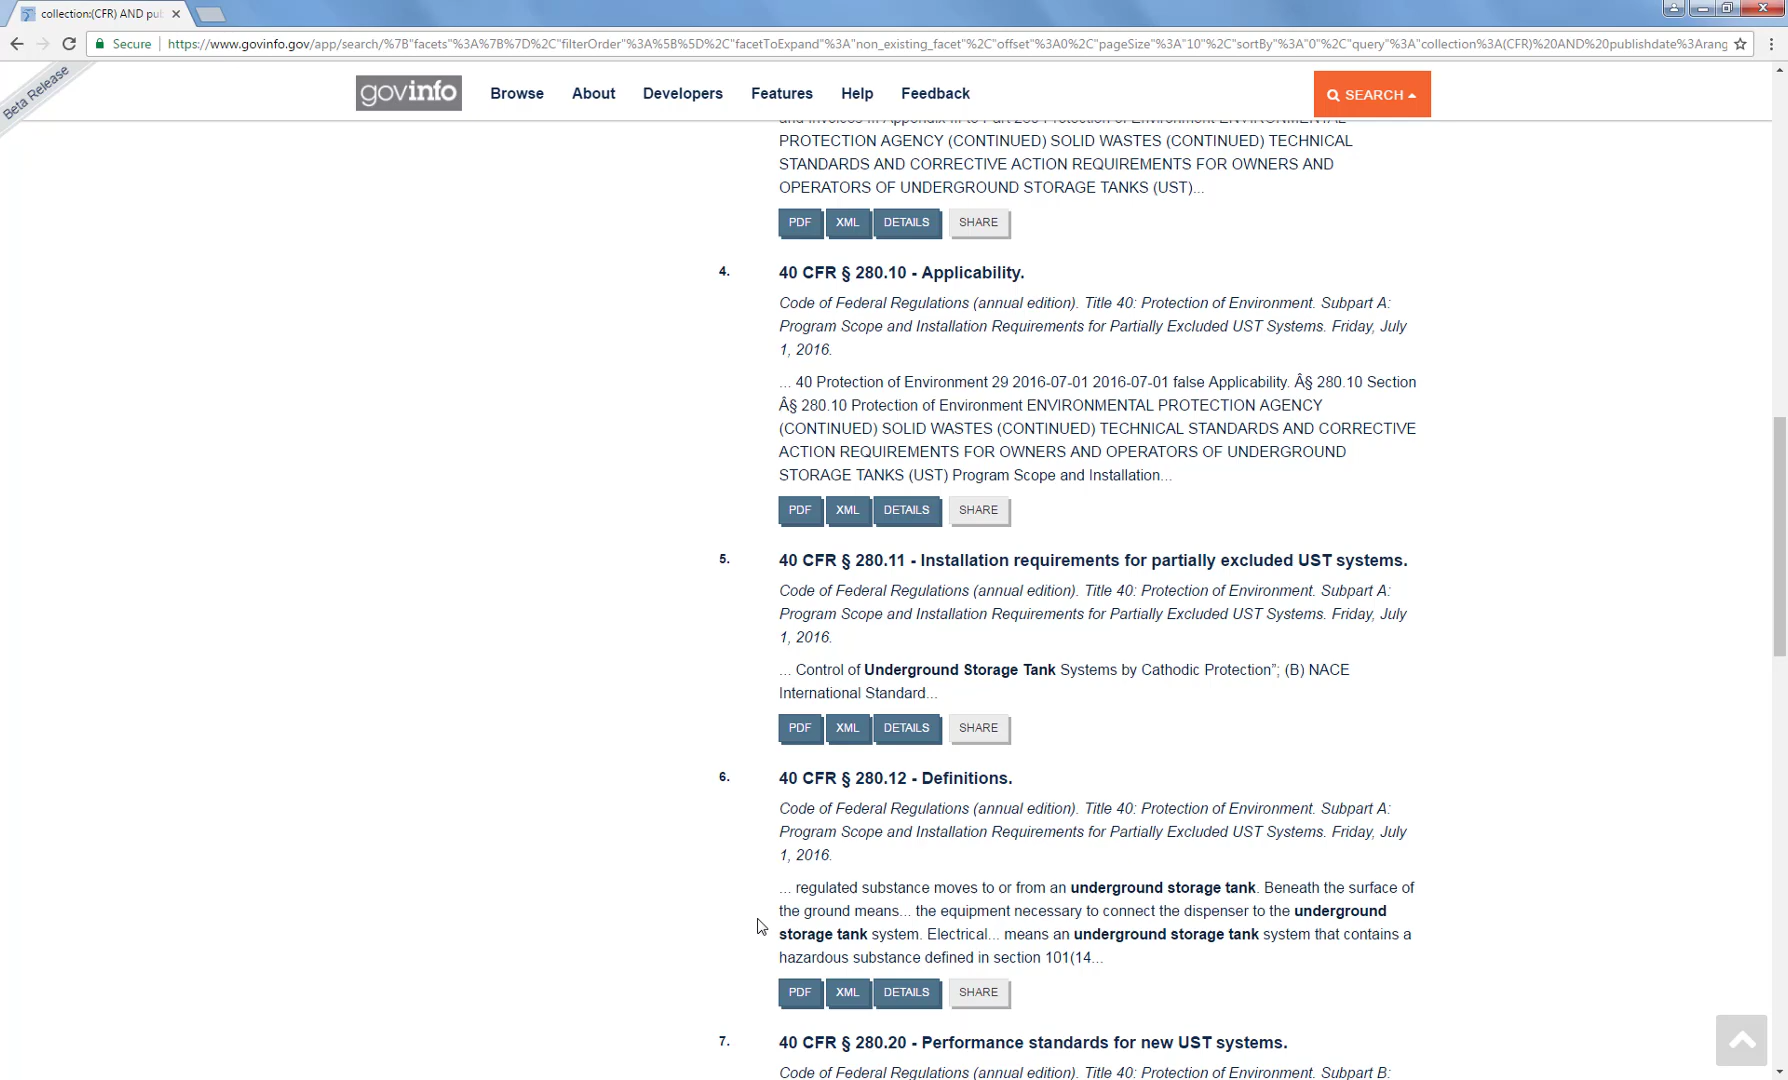 collection:(CFR) AND pu
Secure
https://www.govinfo.gov/app/search/%7B"facets"%3A%7B%7D%2C"filterOrder"%3A%5B%5D%2C"facetToExpand"%3A"non_existing_facet"%2C"offset"%3A0%2C"pageSize"%3A"10"%2C"sortBy"%3A"0"%2C"query"%3A"collection%3A(CFR)%20AND%20publishdate%3Arang
Beta Release
govinfo Browse About Developers Features Help Feedback SEARCH
PROTECTION AGENCY (CONTINUED) SOLID WASTES (CONTINUED) TECHNICAL
STANDARDS AND CORRECTIVE ACTION REQUIREMENTS FOR OWNERS AND
OPERATORS OF UNDERGROUND STORAGE TANKS (UST)...
PDF XML DETAILS SHARE
4. 40 CFR § 280.10 - Applicability.
Code of Federal Regulations (annual edition). Title 40: Protection of Environment. Subpart A:
Program Scope and Installation Requirements for Partially Excluded UST Systems. Friday, July
1, 2016.
... 40 Protection of Environment 29 2016-07-01 2016-07-01 false Applicability. Â§ 280.10 Section
Â§ 280.10 Protection of Environment ENVIRONMENTAL PROTECTION AGENCY
(CONTINUED) SOLID WASTES (CONTINUED) TECHNICAL STANDARDS AND CORRECTIVE
ACTION REQUIREMENTS FOR OWNERS AND OPERATORS OF UNDERGROUND
STORAGE TANKS (UST) Program Scope and Installation...
PDF XML DETAILS SHARE
5. 40 CFR § 280.11 - Installation requirements for partially excluded UST systems.
Code of Federal Regulations (annual edition). Title 40: Protection of Environment. Subpart A:
Program Scope and Installation Requirements for Partially Excluded UST Systems. Friday, July
1, 2016.
... Control of Underground Storage Tank Systems by Cathodic Protection”; (B) NACE
International Standard...
PDF XML DETAILS SHARE
6. 40 CFR § 280.12 - Definitions.
Code of Federal Regulations (annual edition). Title 40: Protection of Environment. Subpart A:
Program Scope and Installation Requirements for Partially Excluded UST Systems. Friday, July
1, 2016.
... regulated substance moves to or from an underground storage tank. Beneath the surface of
the ground means... the equipment necessary to connect the dispenser to the underground
storage tank system. Electrical... means an underground storage tank system that contains a
hazardous substance defined in section 101(14...
PDF XML DETAILS SHARE
7. 40 CFR § 280.20 - Performance standards for new UST systems.
Code of Federal Regulations (annual edition). Title 40: Protection of Environment. Subpart B: